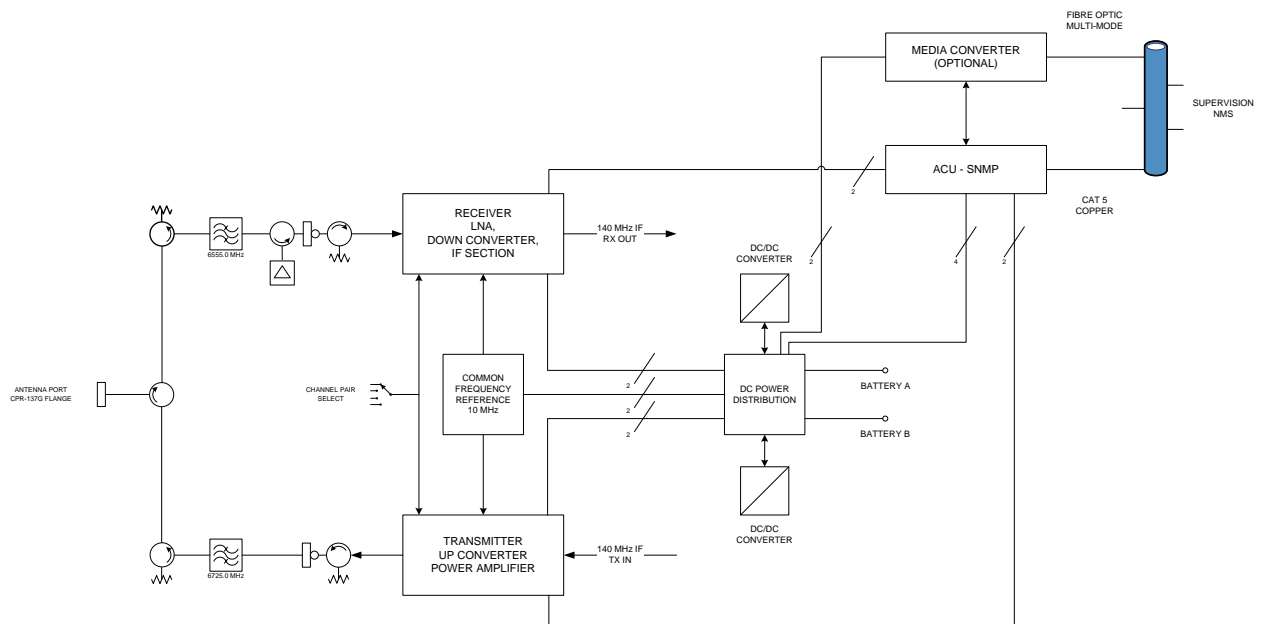 FIBRE OPTIC
MULTI-MODE
MEDIA CONVERTER
(OPTIONAL)
SUPERVISION
NMS
ACU - SNMP
2
CAT 5
COPPER
RECEIVER
LNA,
DOWN CONVERTER,
IF SECTION
140 MHz IF
RX OUT
6555.0 MHz
DC/DC
CONVERTER
2
4
2
ANTENNA PORT
CPR-137G FLANGE
CHANNEL PAIR
SELECT
COMMON
FREQUENCY
REFERENCE
10 MHz
2
2
2
DC POWER
DISTRIBUTION
BATTERY A
BATTERY B
DC/DC
CONVERTER
6725.0 MHz
TRANSMITTER
UP CONVERTER
POWER AMPLIFIER
140 MHz IF
TX IN